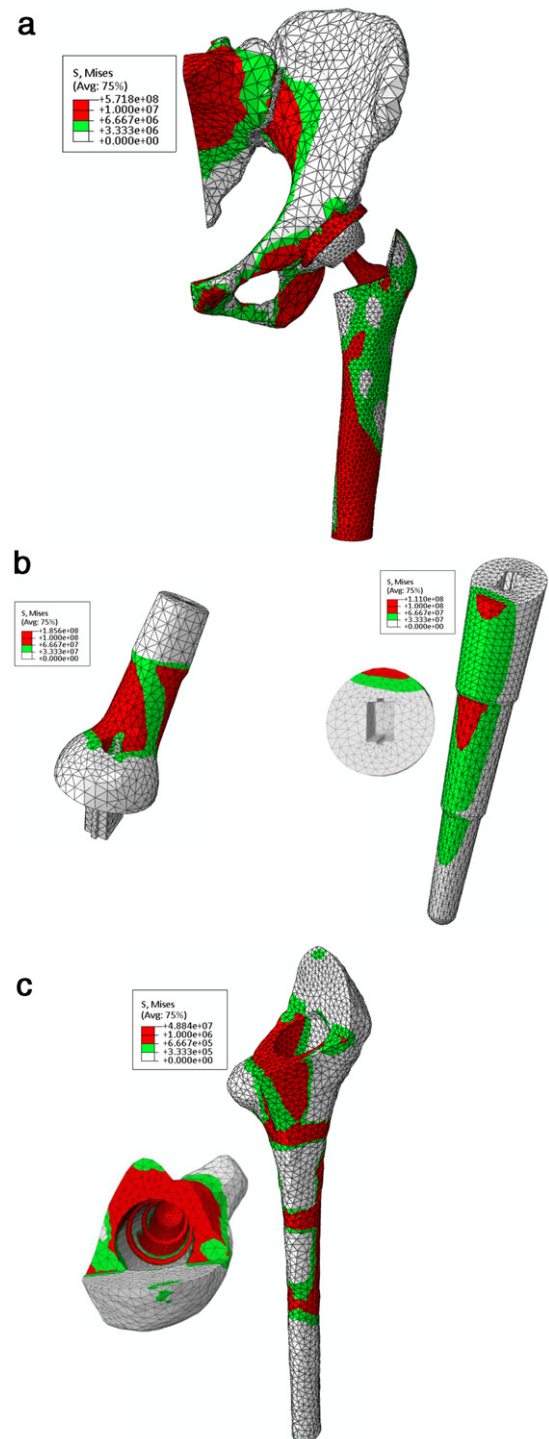 a
S, Mises
(Avg: 75%)
+5.718e+08
+1.000e+07
+6.667e+06
+3.333e+06
+0.000e+00
b
S, Mises
(Avg: 75%)
+1.856e+08
+1.000e+08
+6.667e+07
+3.333e+07
+0.000e+00
S, Mises
(Avg: 75%)
+1.110e+08
+1.000e+08
+6.667e+07
+3.333e+07
+0.000e+00
c
S, Mises
(Avg: 75%)
+4.884e+07
+1.000e+06
+6.667e+05
+3.333e+05
+0.000e+00